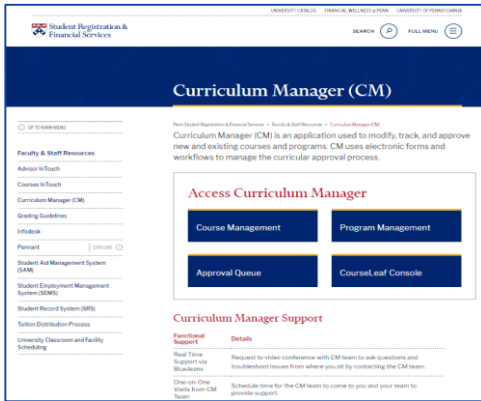 UNIVERSITY CATALOG FINANCIAL WELLNESS @ PENN UNIVERSITY OF PENNSYLVANIA
Student Registration &
Financial Services
SEARCH
FULL MENU
Curriculum Manager (CM)
UP TO MAIN MENU
Penn Student Registration & Financial Services • Faculty & Staff Resources • Curriculum Manager (CM)
Curriculum Manager (CM) is an application used to modify, track, and approve
new and existing courses and programs. CM uses electronic forms and
workflows to manage the curricular approval process.
Faculty & Staff Resources
Advisor InTouch
Courses InTouch
Curriculum Manager (CM)
Grading Guidelines
Infodesk
Pennant EXPLORE
Student Aid Management System
(SAM)
Student Employment Management
System (SEMS)
Student Record System (SRS)
Tuition Distribution Process
University Classroom and Facility
Scheduling
Access Curriculum Manager
Course Management
Program Management
Approval Queue
CourseLeaf Console
Curriculum Manager Support
Functional
Support
Details
Real Time
Support via
BlueJeans
Request to video conference with CM team to ask questions and
troubleshoot issues from where you sit by contacting the CM team.
One-on-One
Visits from CM
Team
Schedule time for the CM team to come to you and your team to
provide support.